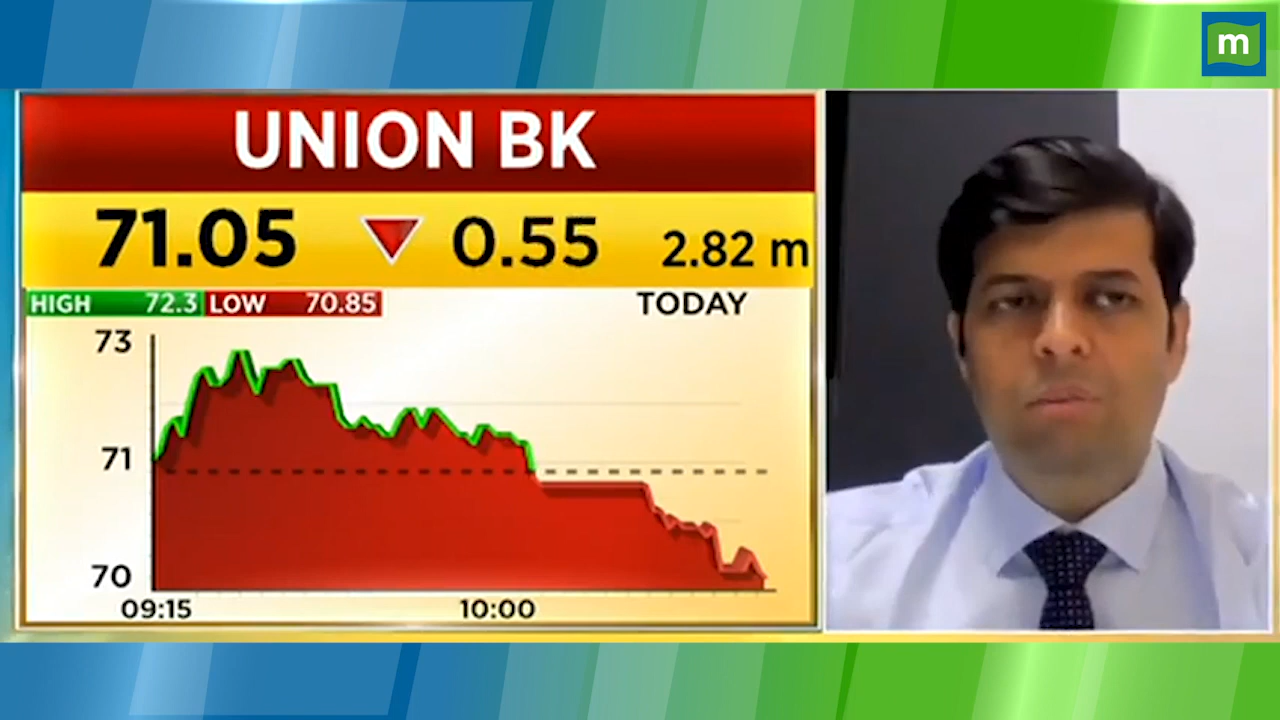 m
UNION BK
71.05 ▼ 0.55 2.82 m
HIGH 72.3 LOW 70.85 TODAY
73
71
70
09:15 10:00